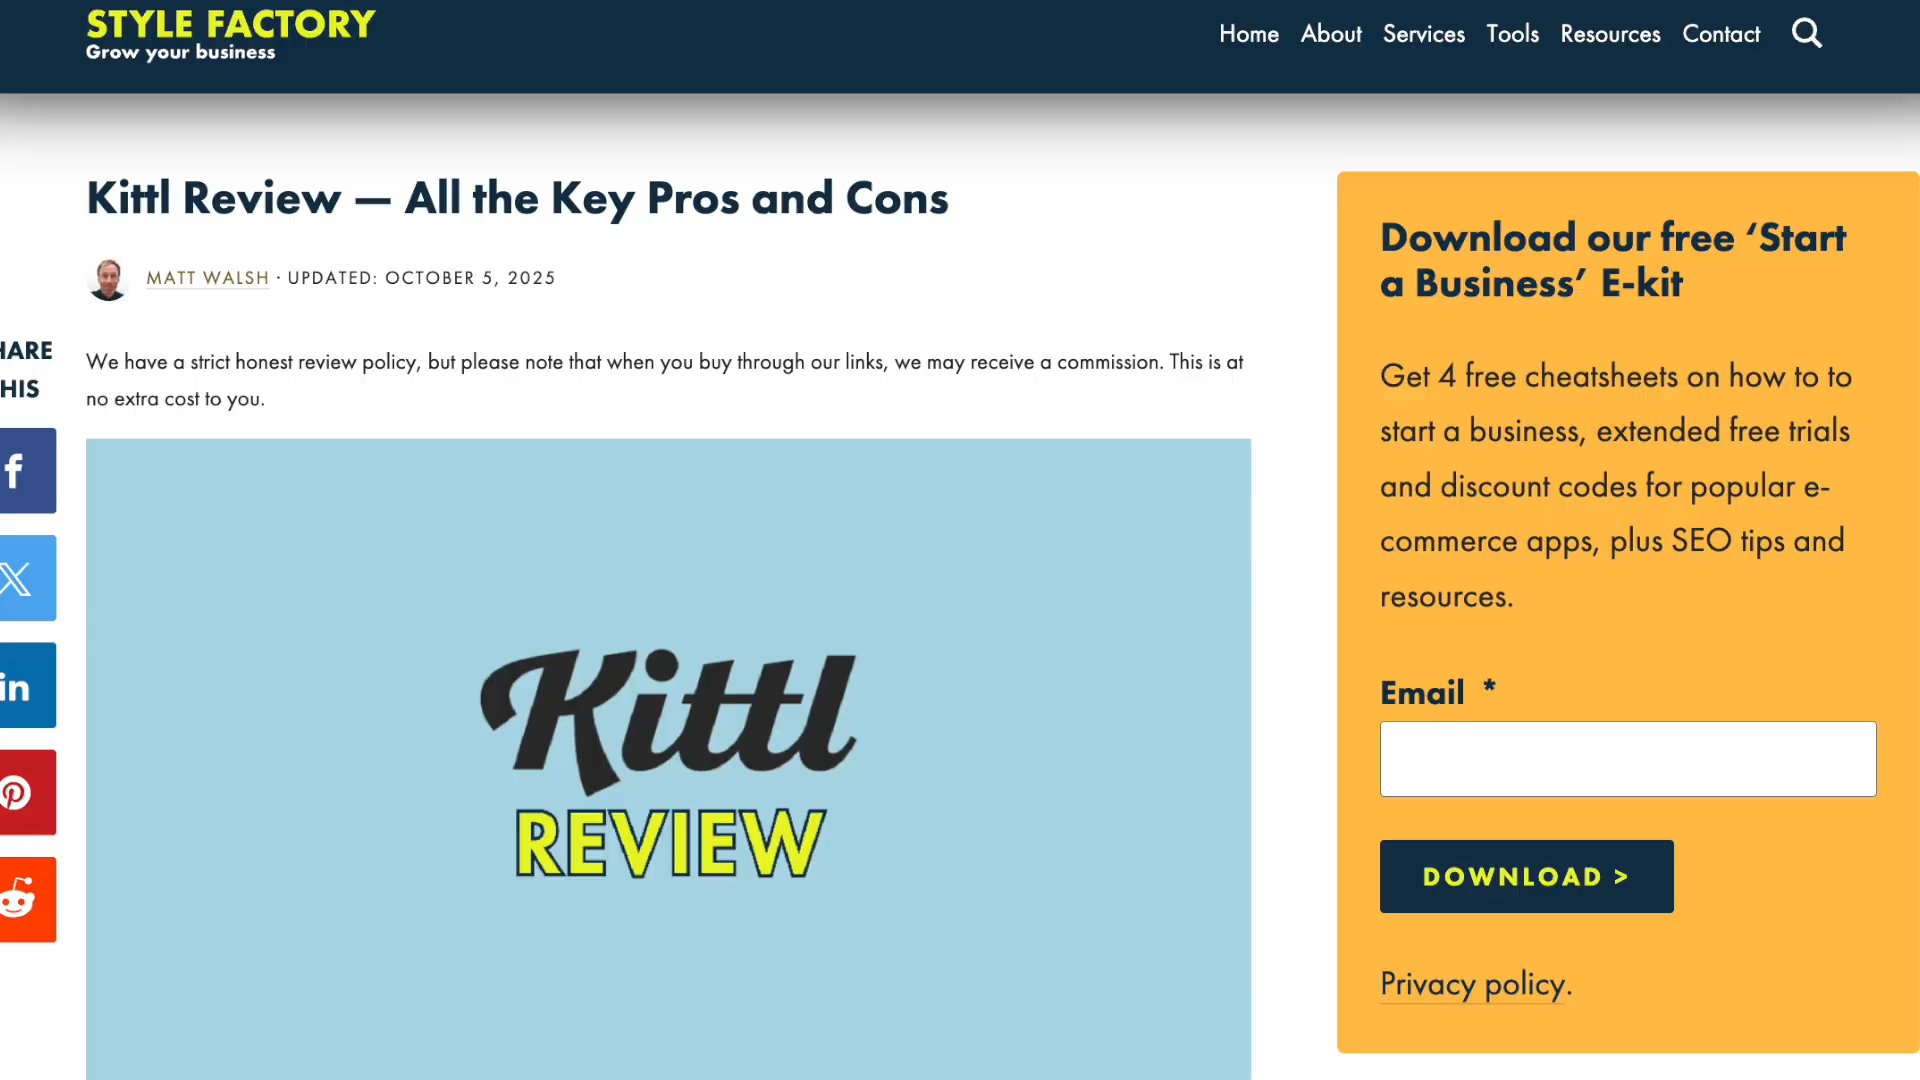 STYLE FACTORY
Grow your business
Home About Services Tools Resources Contact
Kittl Review — All the Key Pros and Cons
MATT WALSH · UPDATED: OCTOBER 5, 2025
HARE
HIS
We have a strict honest review policy, but please note that when you buy through our links, we may receive a commission. This is at
no extra cost to you.
f
X
in
Kittl
REVIEW
Download our free ‘Start
a Business’ E-kit
Get 4 free cheatsheets on how to to
start a business, extended free trials
and discount codes for popular e-
commerce apps, plus SEO tips and
resources.
Email *
DOWNLOAD >
Privacy policy.